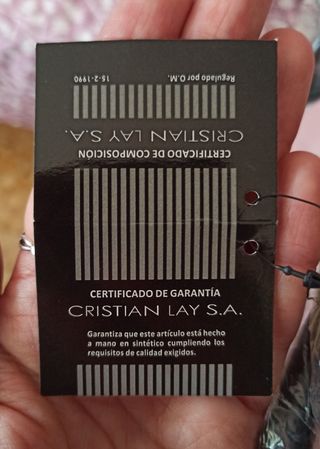 Regulado por O.M. 15-2-1990
CRISTIAN LAY S.A.
CERTIFICADO DE COMPOSICIÓN
CERTIFICADO DE GARANTÍA
CRISTIAN LAY S.A.
Garantiza que este artículo está hecho
a mano en sintético cumpliendo los
requisitos de calidad exigidos.